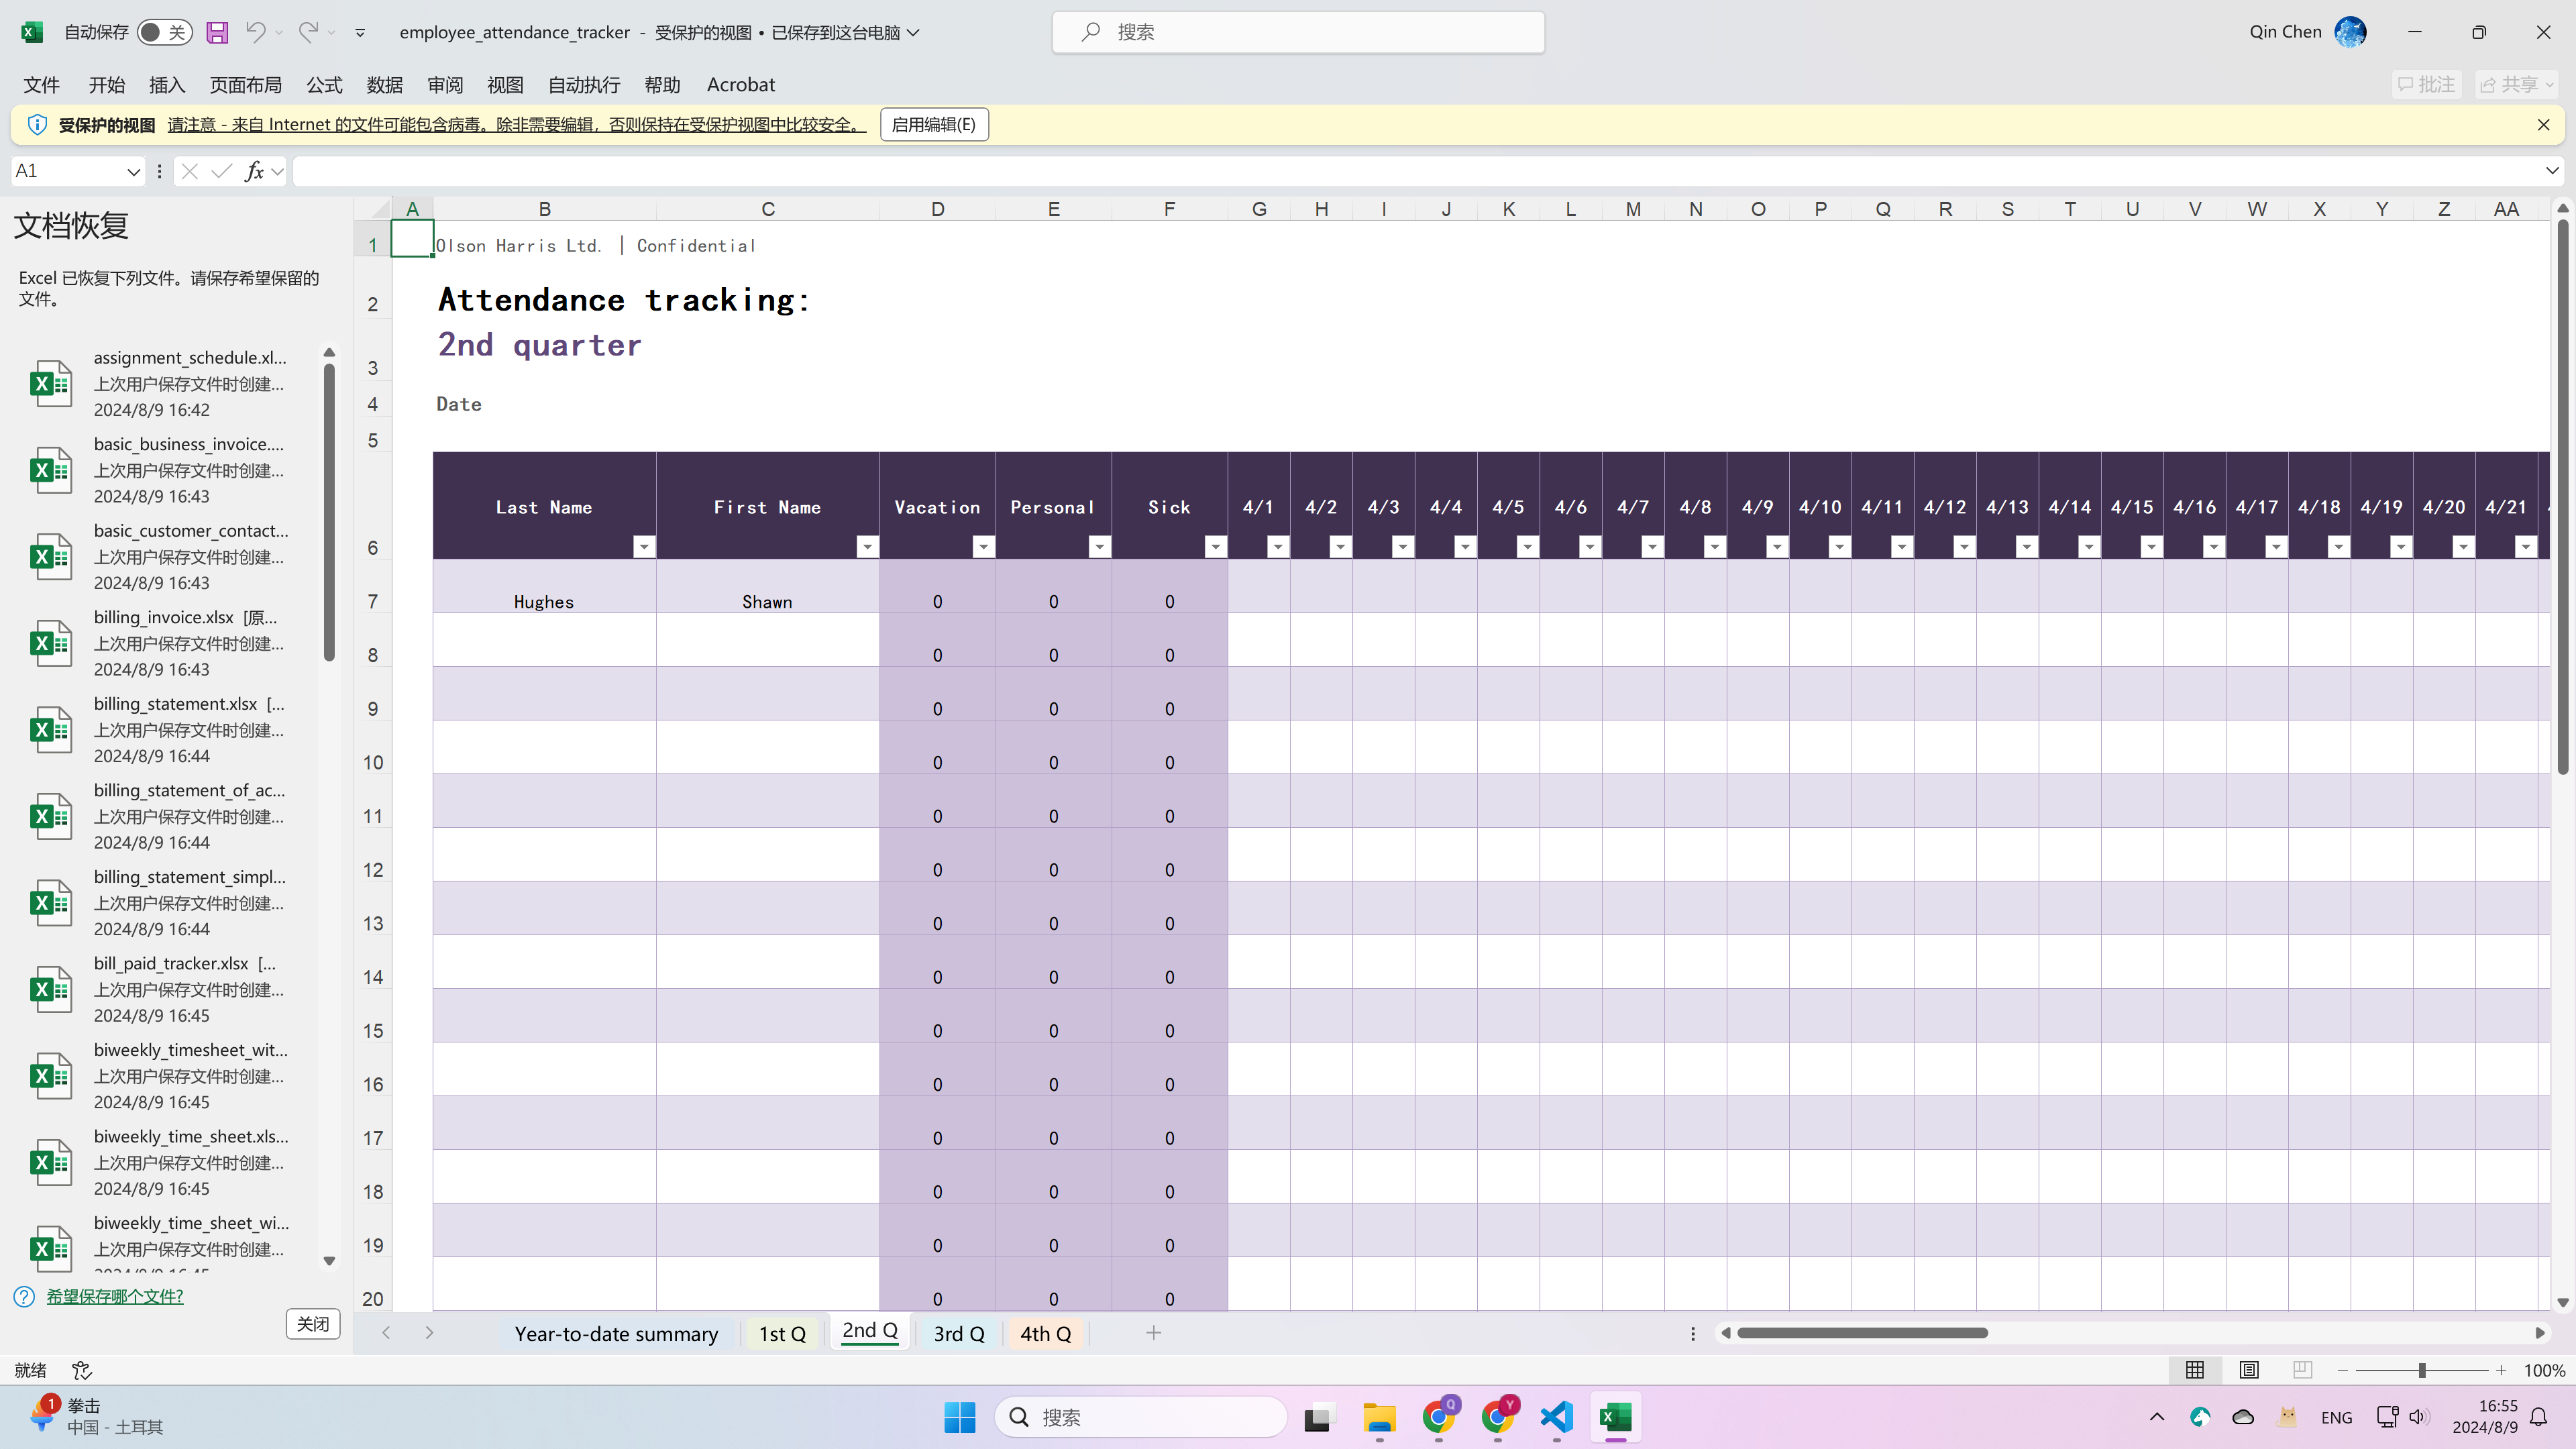 自动保存 关 employee_attendance_tracker - 受保护的视图 • 已保存到这台电脑 搜索 Qin Chen
文件 开始 插入 页面布局 公式 数据 审阅 视图 自动执行 帮助 Acrobat 批注 共享
受保护的视图 请注意 - 来自 Internet 的文件可能包含病毒。除非需要编辑，否则保持在受保护视图中比较安全。 启用编辑(E)
A1 fx
文档恢复
Excel 已恢复下列文件。请保存希望保留的
文件。
assignment_schedule.xl...
上次用户保存文件时创建...
2024/8/9 16:42
basic_business_invoice....
上次用户保存文件时创建...
2024/8/9 16:43
basic_customer_contact...
上次用户保存文件时创建...
2024/8/9 16:43
billing_invoice.xlsx [原...
上次用户保存文件时创建...
2024/8/9 16:43
billing_statement.xlsx [...
上次用户保存文件时创建...
2024/8/9 16:44
billing_statement_of_ac...
上次用户保存文件时创建...
2024/8/9 16:44
billing_statement_simpl...
上次用户保存文件时创建...
2024/8/9 16:44
bill_paid_tracker.xlsx [...
上次用户保存文件时创建...
2024/8/9 16:45
biweekly_timesheet_wit...
上次用户保存文件时创建...
2024/8/9 16:45
biweekly_time_sheet.xls...
上次用户保存文件时创建...
2024/8/9 16:45
biweekly_time_sheet_wi...
上次用户保存文件时创建...
希望保存哪个文件?
关闭
A B C D E F G H I J K L M N O P Q R S T U V W X Y Z AA
1 Olson Harris Ltd. | Confidential
2 Attendance tracking:
3 2nd quarter
4 Date
5
6 Last Name First Name Vacation Personal Sick 4/1 4/2 4/3 4/4 4/5 4/6 4/7 4/8 4/9 4/10 4/11 4/12 4/13 4/14 4/15 4/16 4/17 4/18 4/19 4/20 4/21
7 Hughes Shawn 0 0 0
8 0 0 0
9 0 0 0
10 0 0 0
11 0 0 0
12 0 0 0
13 0 0 0
14 0 0 0
15 0 0 0
16 0 0 0
17 0 0 0
18 0 0 0
19 0 0 0
20 0 0 0
Year-to-date summary 1st Q 2nd Q 3rd Q 4th Q
就绪 100%
1 拳击
中国 - 土耳其
搜索
Q Y
ENG
16:55
2024/8/9